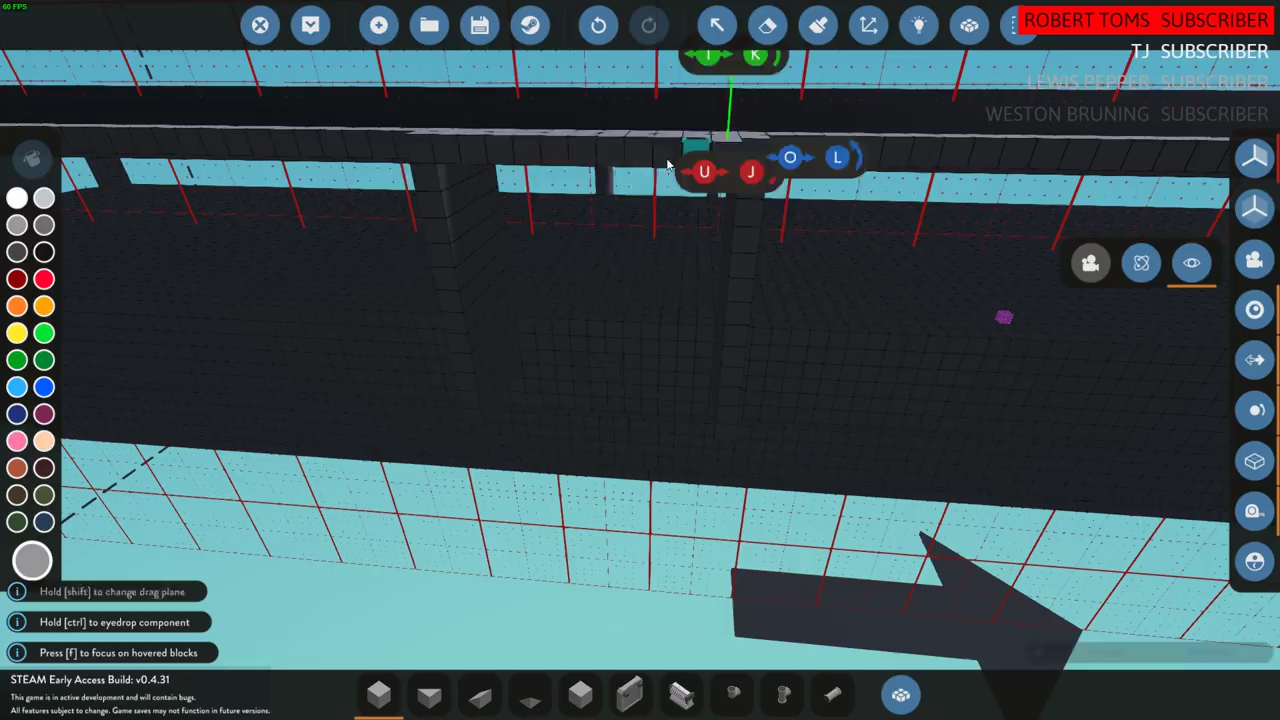 60 FPS
ROBERT TOMS SUBSCRIBER
TJ SUBSCRIBER
LEWIS PEPPER SUBSCRIBER
WESTON BRUNING SUBSCRIBER
I K
U J O L
Hold [shift] to change drag plane
Hold [ctrl] to eyedrop component
Press [f] to focus on hovered blocks
STEAM Early Access Build: v0.4.31
This game is in active development and will contain bugs.
All features subject to change. Game saves may not function in future versions.